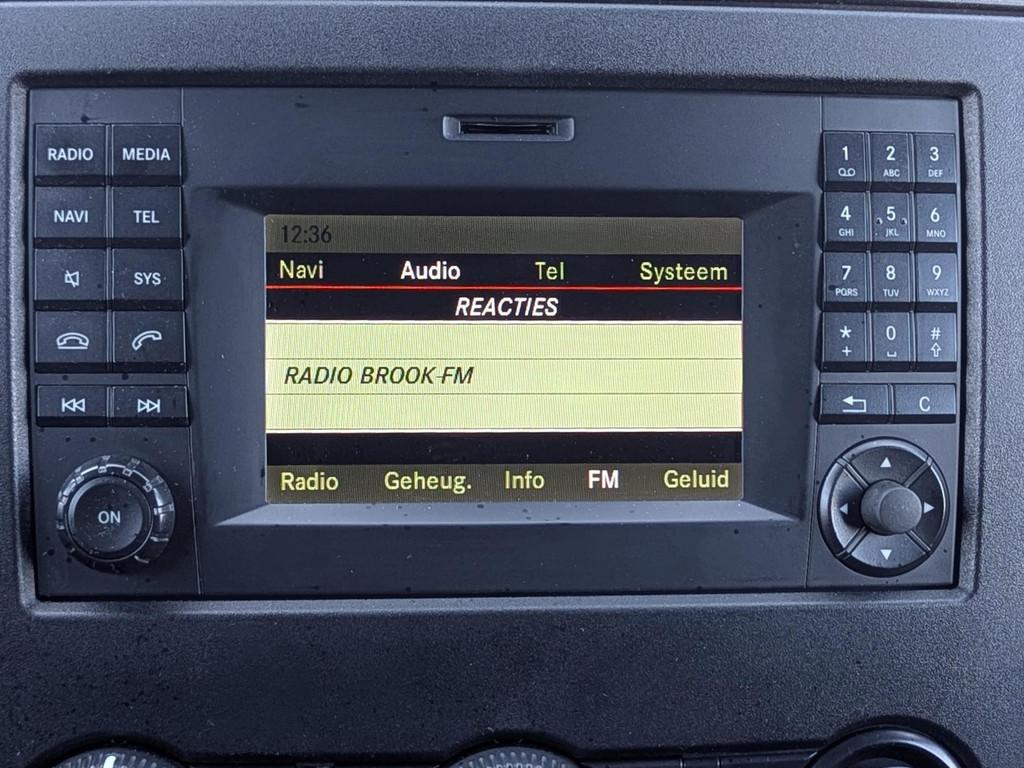 RADIO MEDIA
NAVI TEL
SYS
ON
12:36
Navi Audio Tel Systeem
REACTIES
RADIO BROOK-FM
Radio Geheug. Info FM Geluid
1 2 3
ABC DEF
4 5 6
GHI JKL MNO
7 8 9
PQRS TUV WXYZ
* 0 #
+
C